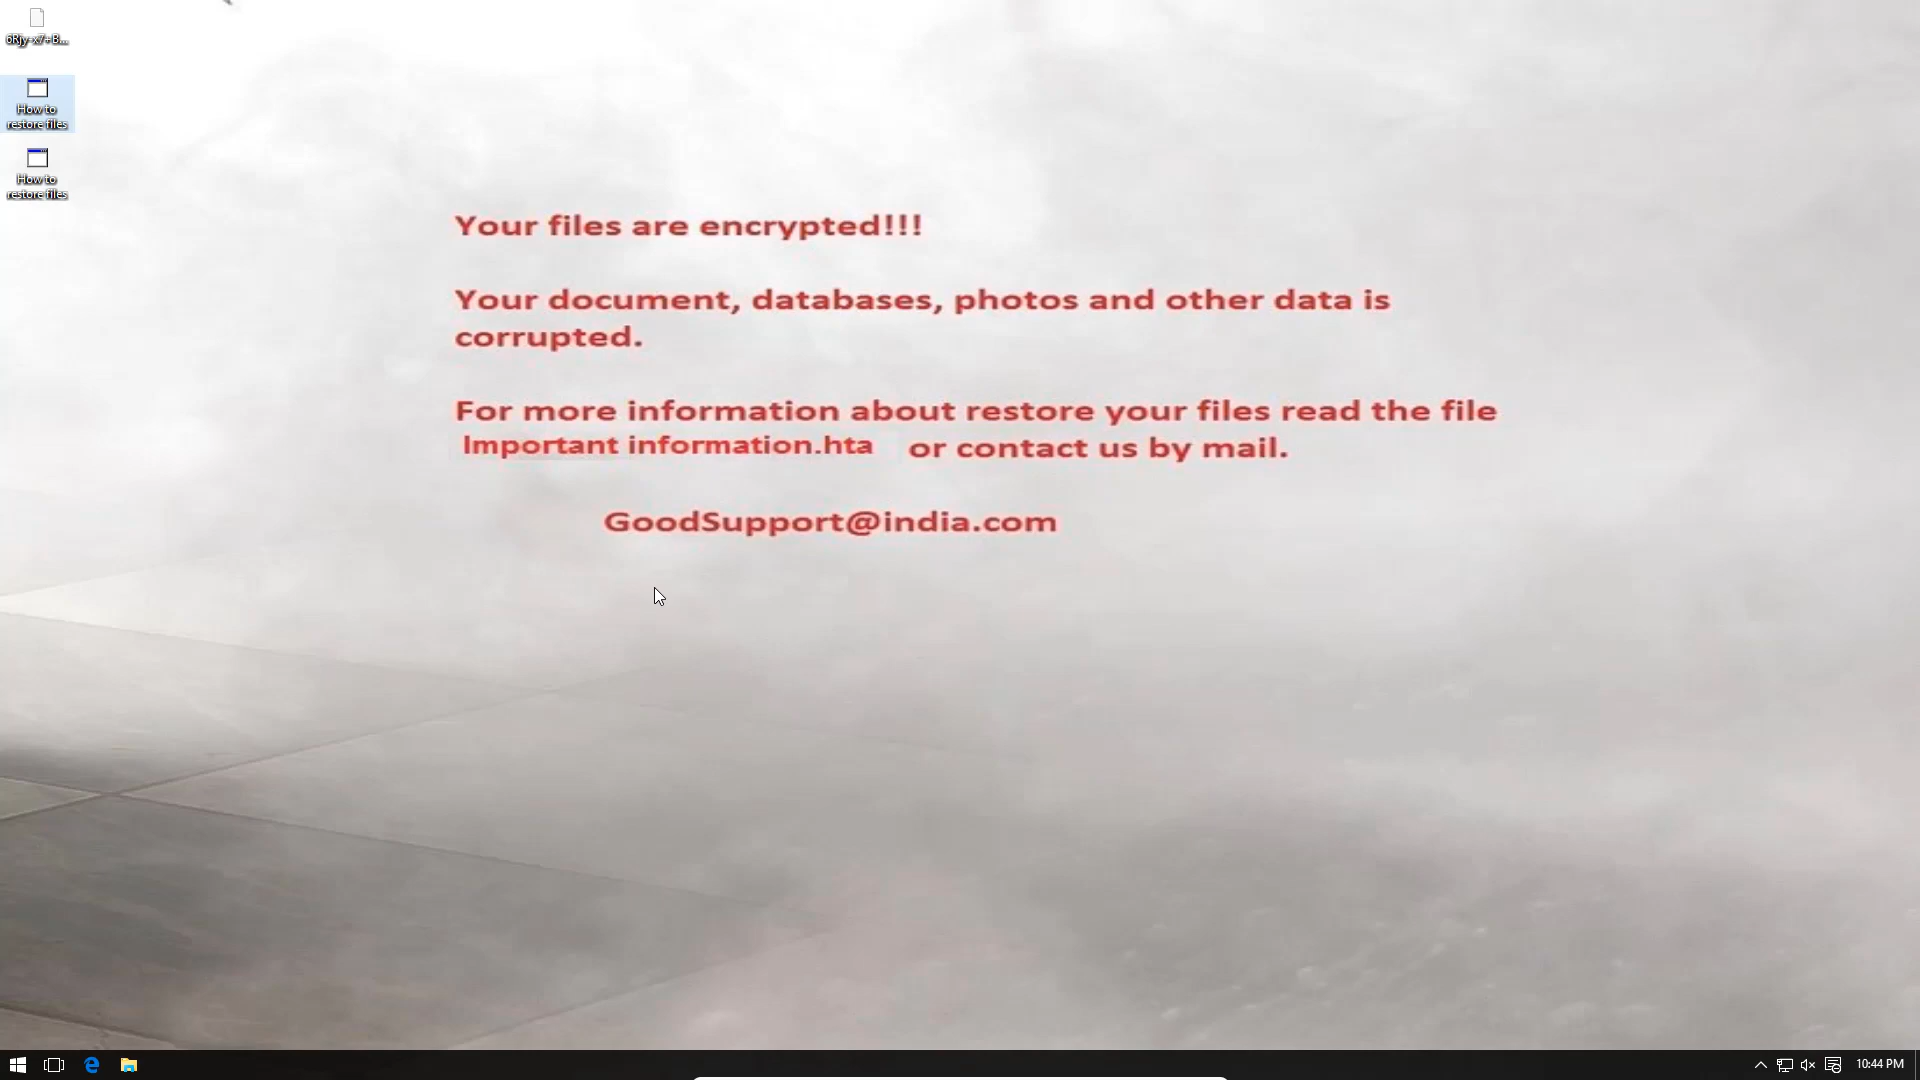 6Rjy-x7+B...
How to
restore files
How to
restore files
Your files are encrypted!!!
Your document, databases, photos and other data is
corrupted.
For more information about restore your files read the file
Important information.hta or contact us by mail.
GoodSupport@india.com
10:44 PM